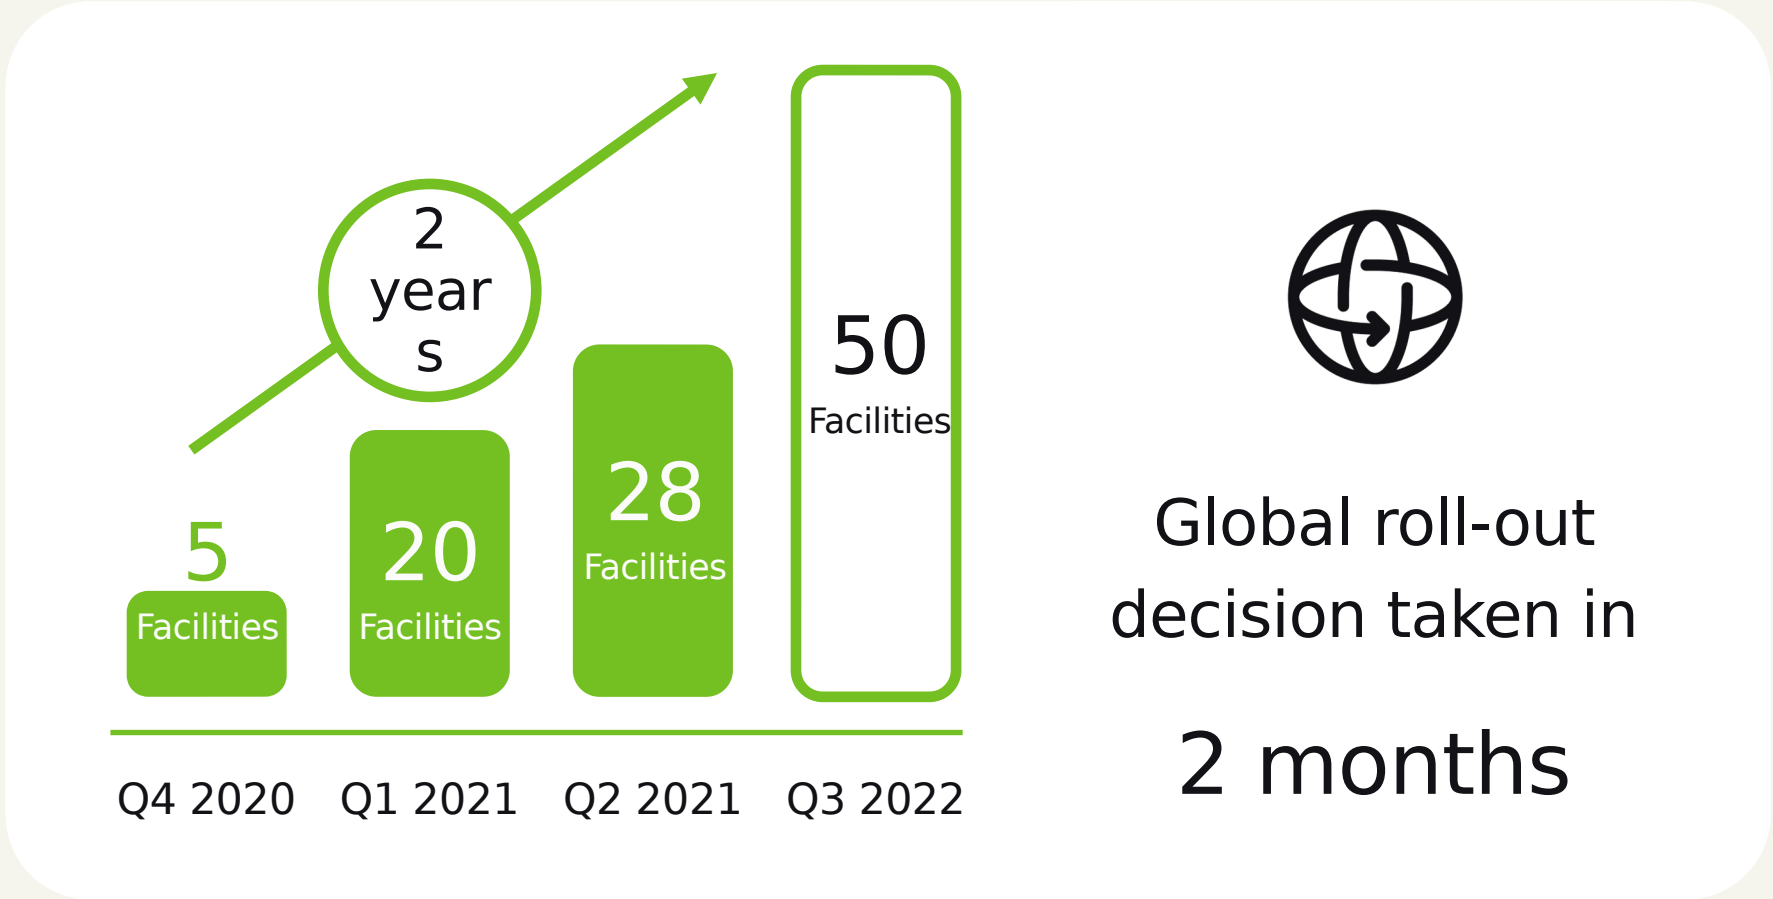 2
year
s
5
Facilities
20
Facilities
28
Facilities
50
Facilities
Q4 2020
Q1 2021
Q2 2021
Q3 2022
Global roll-out
decision taken in
2 months